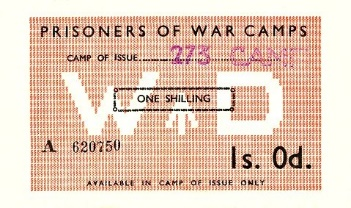 PRISONERS OF WAR CAMPS
CAMP OF ISSUE 273 CAMP
W D
ONE SHILLING
A 620750
1s. 0d.
AVAILABLE IN CAMP OF ISSUE ONLY